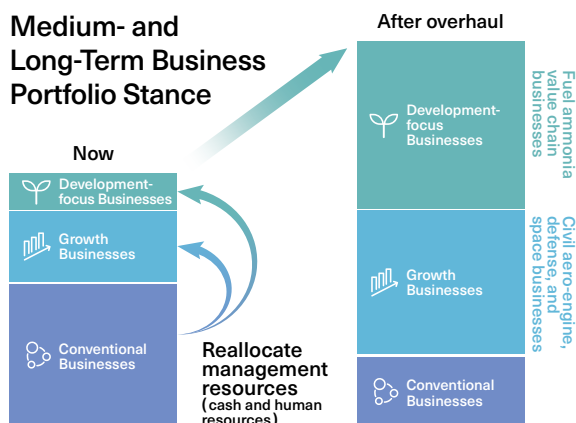 Medium- and
Long-Term Business
Portfolio Stance
Now
Development-
focus Businesses
Growth
Businesses
Conventional
Businesses
Reallocate
management
resources
(cash and human
resources)
After overhaul
Development-
focus
Businesses
Growth
Businesses
Conventional
Businesses
Fuel ammonia
value chain
businesses
Civil aero-engine,
defense, and
space businesses